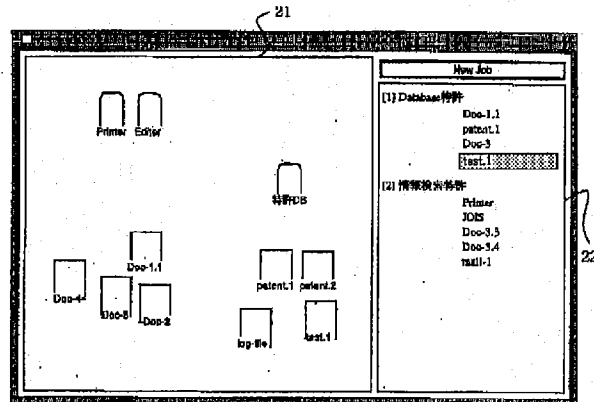 21
New Job
[1] Database特許
Doc-1.1
patent.1
Doc-3
test.1
[2] 情報検索特許
Printer
JOIS
Doc-3.3
Doc-3.4
mail-1
22
Printer Editor
特許DB
Doc-1.1
Doc-4
Doc-3
Doc-2
patent.1 patent.2
log-file
test.1